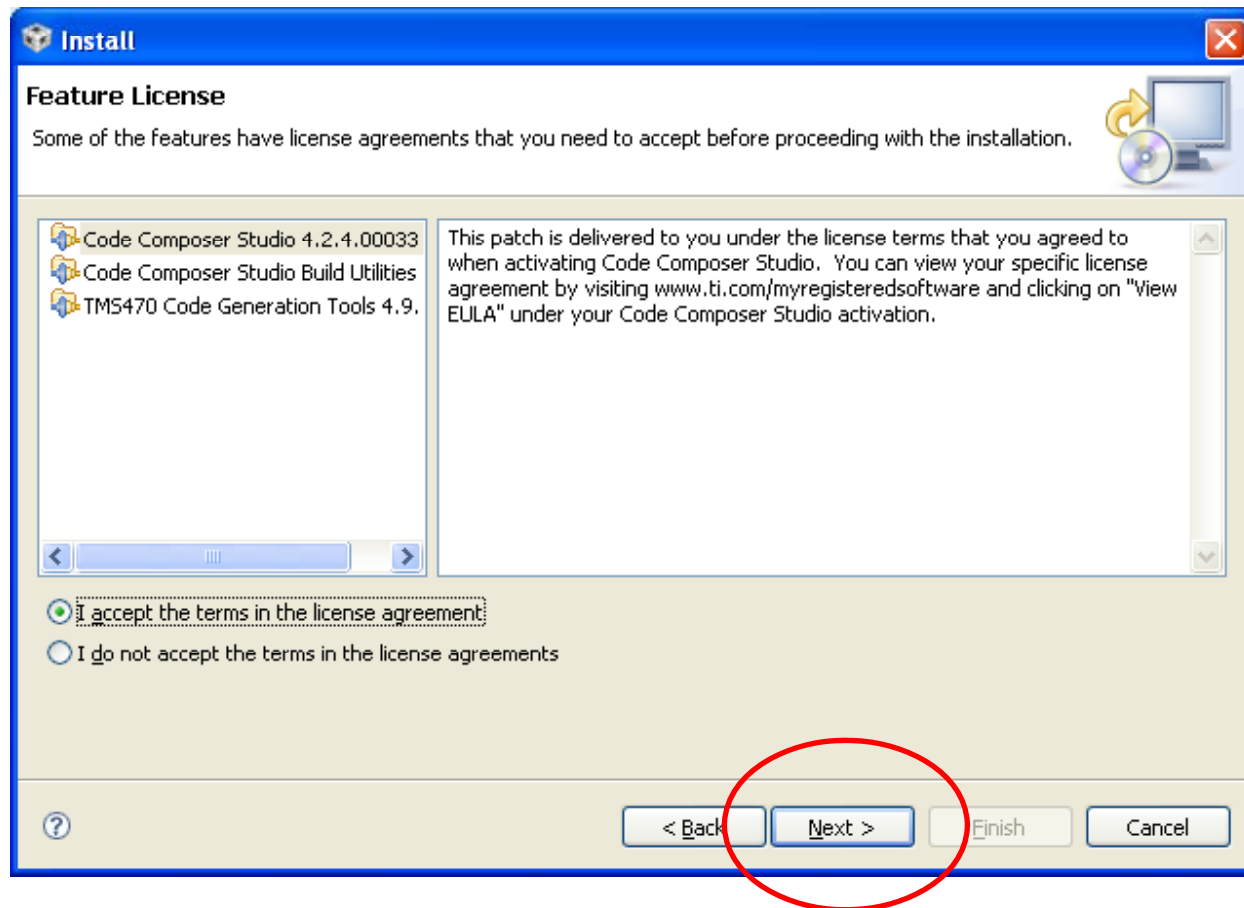 Install
Feature License
Some of the features have license agreements that you need to accept before proceeding with the installation.
Code Composer Studio 4.2.4.00033
Code Composer Studio Build Utilities
TMS470 Code Generation Tools 4.9.
This patch is delivered to you under the license terms that you agreed to
when activating Code Composer Studio.  You can view your specific license
agreement by visiting www.ti.com/myregisteredsoftware and clicking on "View
EULA" under your Code Composer Studio activation.
I accept the terms in the license agreement
I do not accept the terms in the license agreements
< Back
Next >
Finish
Cancel